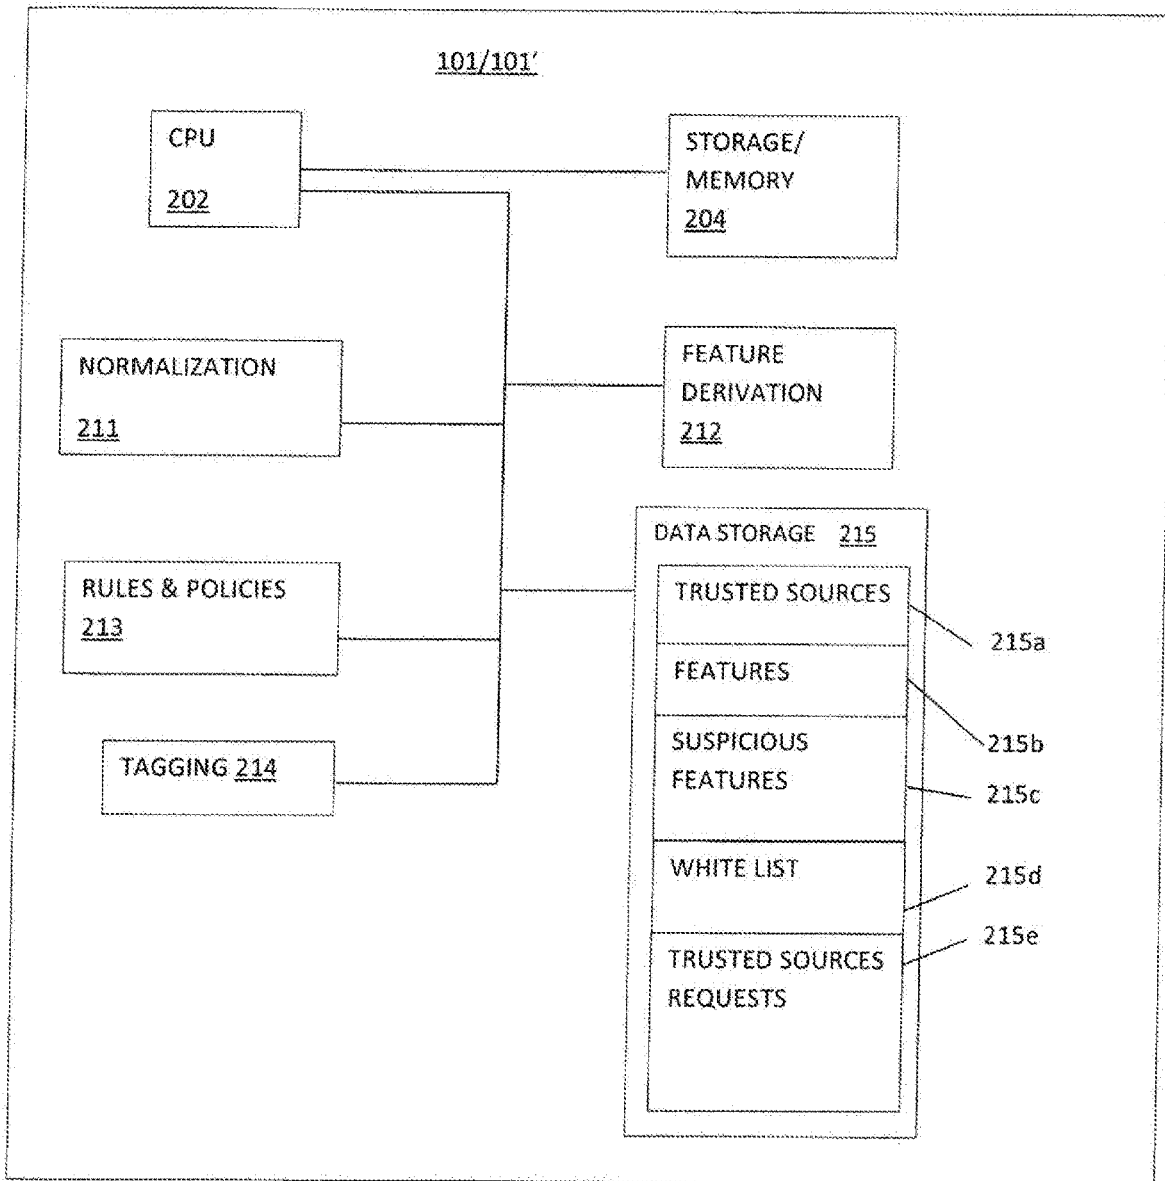 101/101'
CPU
202
STORAGE/
MEMORY
204
NORMALIZATION
211
FEATURE
DERIVATION
212
RULES & POLICIES
213
TAGGING 214
DATA STORAGE 215
TRUSTED SOURCES
215a
FEATURES
215b
SUSPICIOUS
FEATURES
215c
WHITE LIST
215d
215e
TRUSTED SOURCES
REQUESTS